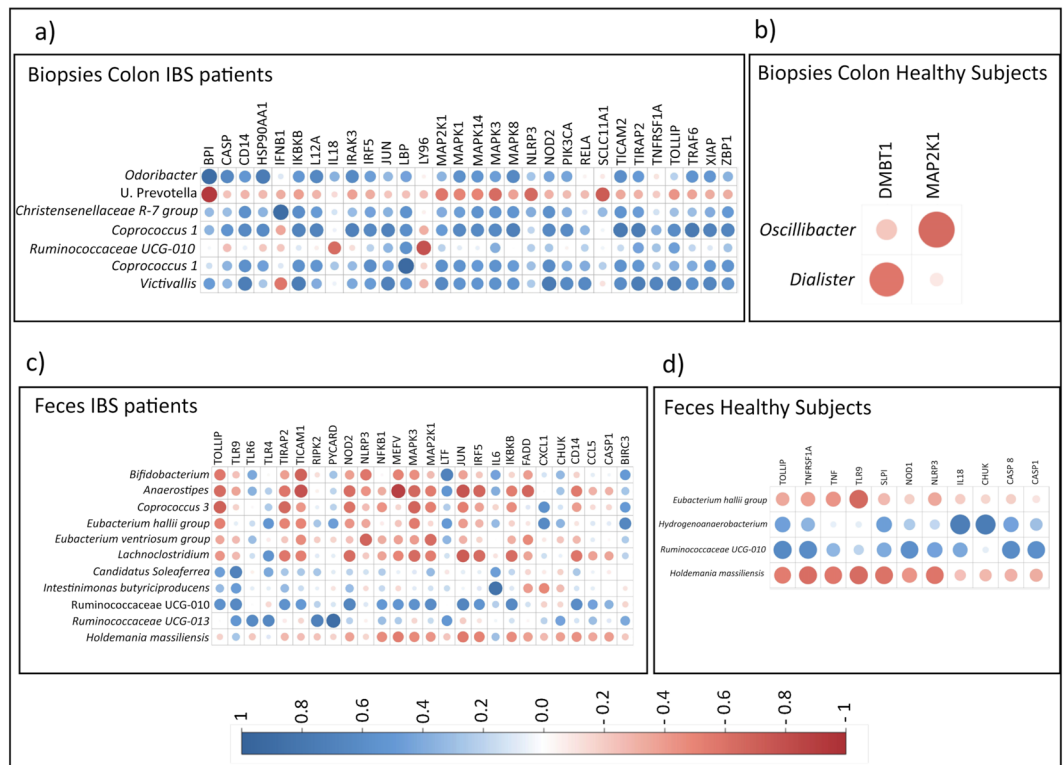 a)
Biopsies Colon IBS patients
BPI
CASP
CD14
HSP90AA1
IFNB1
IKBKB
L12A
IL18
IRAK3
IRF5
JUN
LBP
LY96
MAP2K1
MAPK1
MAPK14
MAPK3
MAPK8
NLRP3
NOD2
PIK3CA
RELA
SCLC11A1
TICAM2
TIRAP2
TNFRSF1A
TOLLIP
TRAF6
XIAP
ZBP1
Odoribacter
U. Prevotella
Christensenellaceae R-7 group
Coprococcus 1
Ruminococcaceae UCG-010
Coprococcus 1
Victivallis
b)
Biopsies Colon Healthy Subjects
DMBT1
MAP2K1
Oscillibacter
Dialister
c)
Feces IBS patients
TOLLIP
TLR9
TLR6
TLR4
TIRAP2
TICAM1
RIPK2
PYCARD
NOD2
NLRP3
NFKB1
MEFV
MAPK3
MAP2K1
LTF
JUN
IRF5
IL6
IKBKB
FADD
CXCL1
CHUK
CD14
CCL5
CASP1
BIRC3
Bifidobacterium
Anaerostipes
Coprococcus 3
Eubacterium hallii group
Eubacterium ventriosum group
Lachnoclostridium
Candidatus Soleaferrea
Intestinimonas butyriciproducens
Ruminococcaceae UCG-010
Ruminococcaceae UCG-013
Holdemania massiliensis
d)
Feces Healthy Subjects
TOLLIP
TNFRSF1A
TNF
TLR9
SLPI
NOD1
NLRP3
IL18
CHUK
CASP 8
CASP1
Eubacterium hallii group
Hydrogenoanaerobacterium
Ruminococcaceae UCG-010
Holdemania massiliensis
1
0.8
0.6
0.4
0.2
0.0
- 0.2
- 0.4
- 0.6
- 0.8
- 1